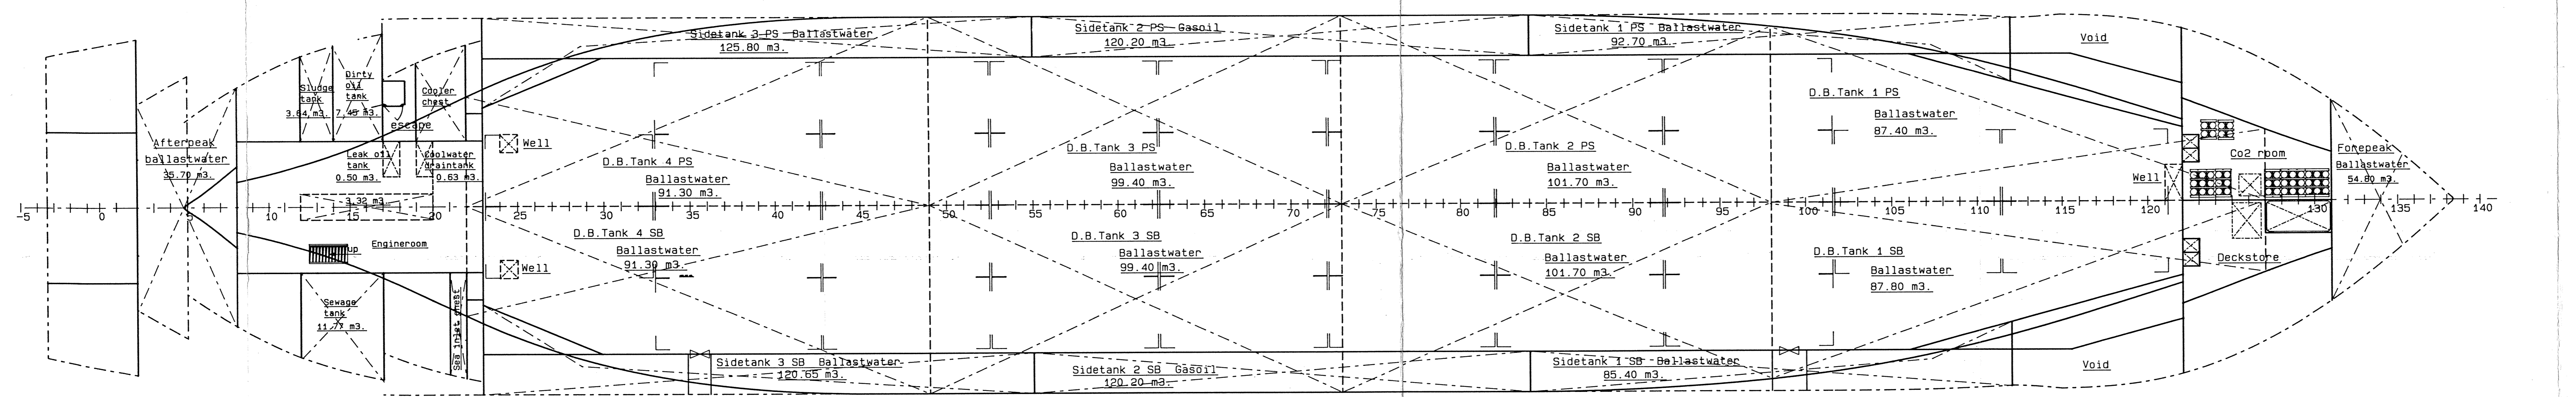 Sidetank 3 PS Ballastwater
125.80 m3.
Sidetank 2 PS Gasoil
120.20 m3.
Sidetank 1 PS Ballastwater
92.70 m3.
Void
Sludge
tank
3.64 m3.
Dirty
oil
tank
7.45 m3.
Cooler
chest
escape
Afterpeak
ballastwater
35.70 m3.
Leak oil
tank
0.50 m3.
Coolwater
draintank
0.63 m3.
Well
D.B.Tank 4 PS
Ballastwater
91.30 m3.
D.B.Tank 3 PS
Ballastwater
99.40 m3.
D.B.Tank 2 PS
Ballastwater
101.70 m3.
D.B.Tank 1 PS
Ballastwater
87.40 m3.
Co2 room
Well
Forepeak
Ballastwater
54.80 m3.
3.32 m3
-5 0 5 10 15 20 25 30 35 40 45 50 55 60 65 70 75 80 85 90 95 100 105 110 115 120 130 135 140
up
Engineroom
Well
D.B.Tank 4 SB
Ballastwater
91.30 m3.
D.B.Tank 3 SB
Ballastwater
99.40 m3.
D.B.Tank 2 SB
Ballastwater
101.70 m3.
D.B.Tank 1 SB
Ballastwater
87.80 m3.
Deckstore
Sewage
tank
11.77 m3.
Sea inlet chest
Sidetank 3 SB Ballastwater
120.65 m3.
Sidetank 2 SB Gasoil
120.20 m3.
Sidetank 1 SB Ballastwater
85.40 m3.
Void